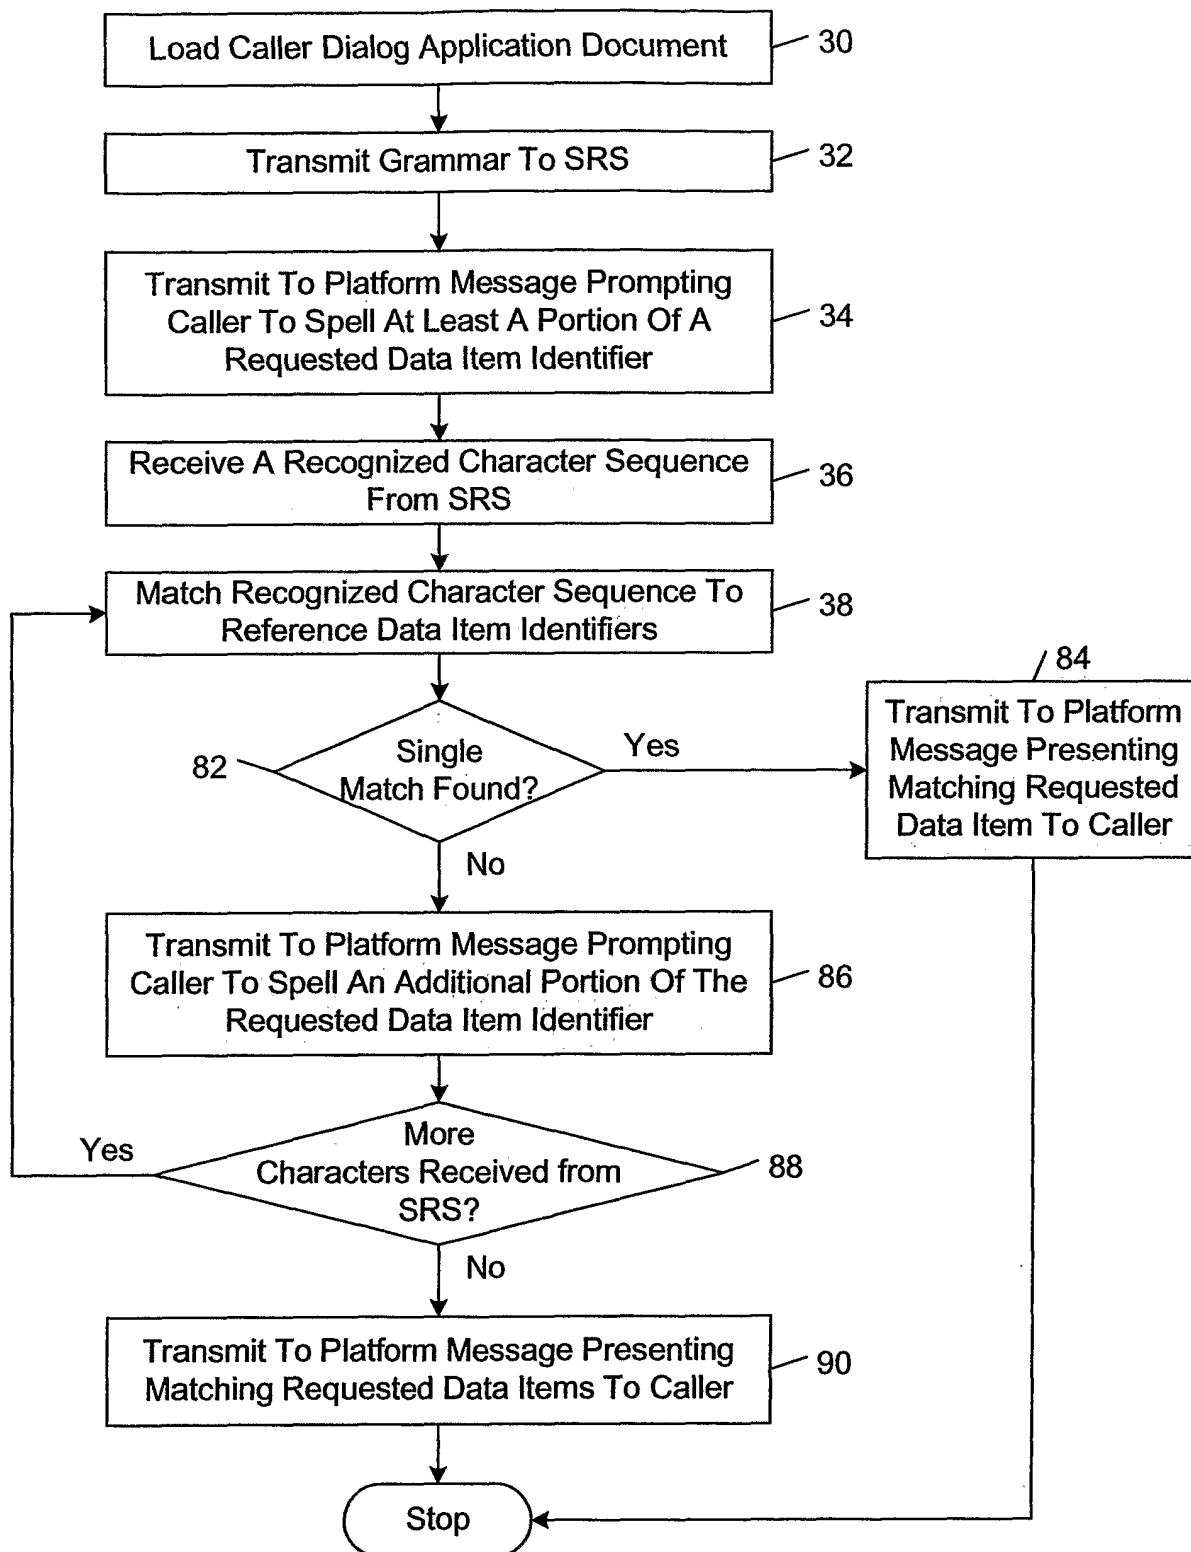 Load Caller Dialog Application Document
30
Transmit Grammar To SRS
32
Transmit To Platform Message Prompting
Caller To Spell At Least A Portion Of A
Requested Data Item Identifier
34
Receive A Recognized Character Sequence
From SRS
36
Match Recognized Character Sequence To
Reference Data Item Identifiers
38
84
Transmit To Platform
Message Presenting
Matching Requested
Data Item To Caller
82
Single
Match Found?
Yes
No
Transmit To Platform Message Prompting
Caller To Spell An Additional Portion Of The
Requested Data Item Identifier
86
Yes
More
Characters Received from
SRS?
88
No
Transmit To Platform Message Presenting
Matching Requested Data Items To Caller
90
Stop